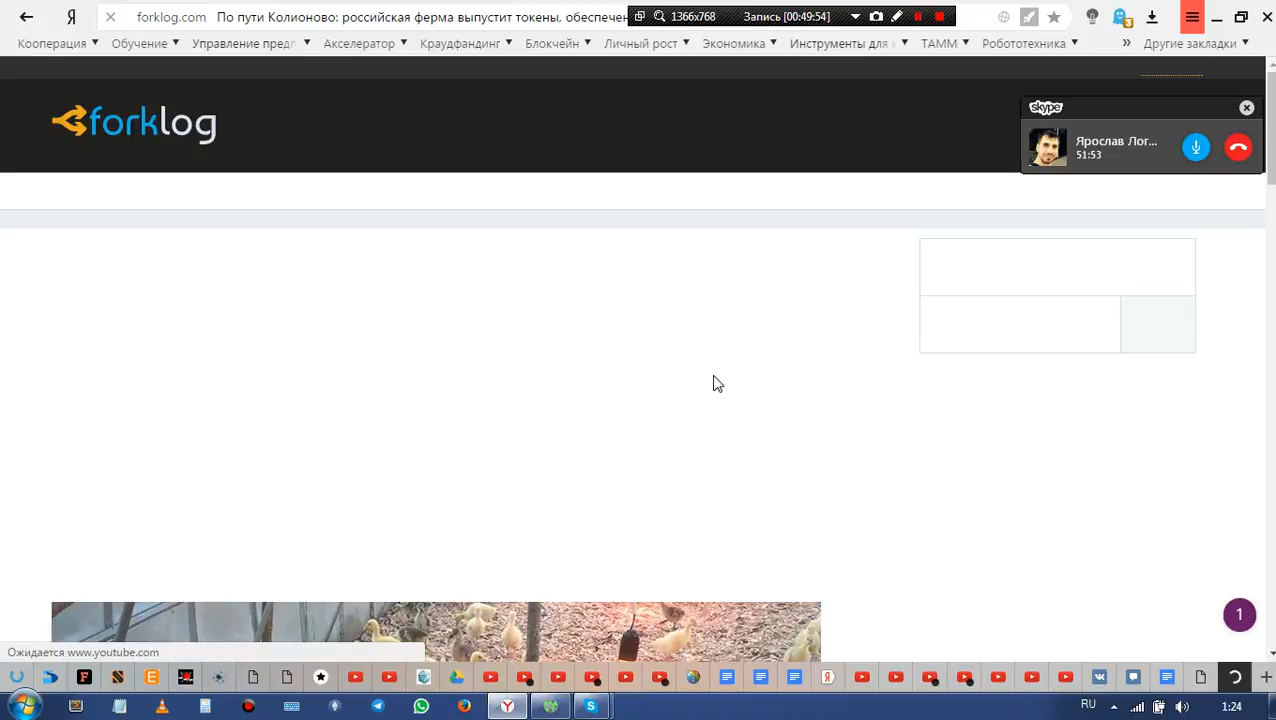 forklog.com По пути Колионово: российская ферма выпустит токены, обеспечен
1366x768 Запись [00:49:54]
3
Кооперация Обучение Управление пред Акселератор Краудфандинг Блокчейн Личный рост Экономика Инструменты для ТАММ Робототехника » Другие закладки
forklog
skype
Ярослав Лог...
51:53
1
Ожидается www.youtube.com
RU 1:24